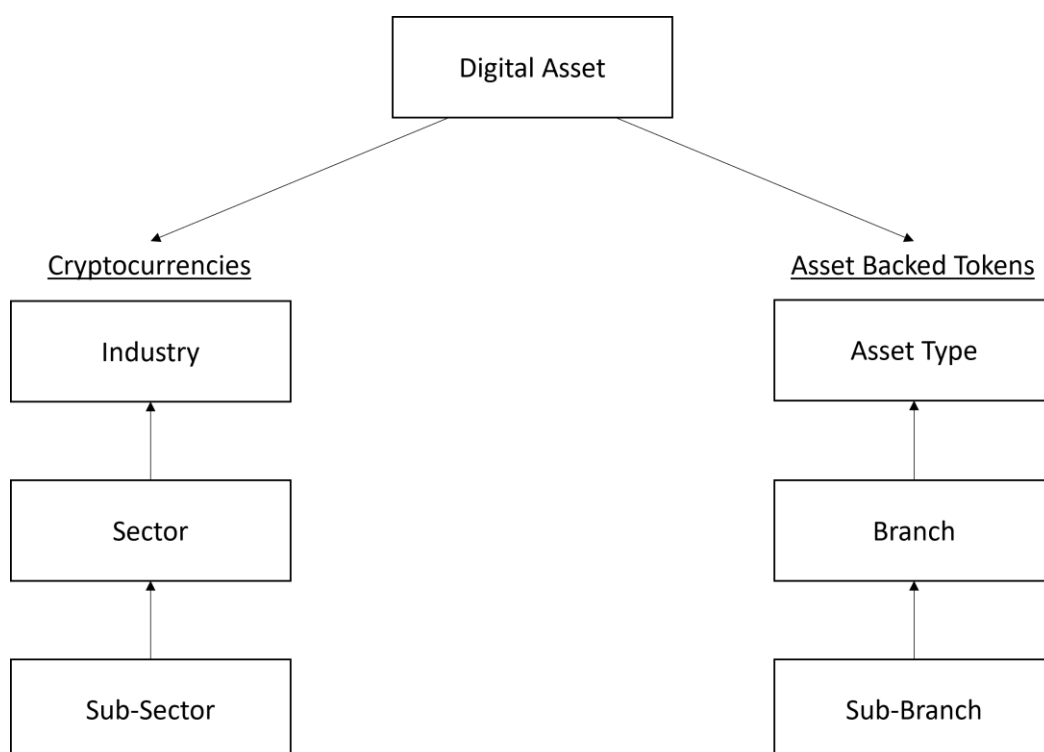 Digital Asset
Cryptocurrencies
Asset Backed Tokens
Industry
Asset Type
Sector
Branch
Sub-Sector
Sub-Branch